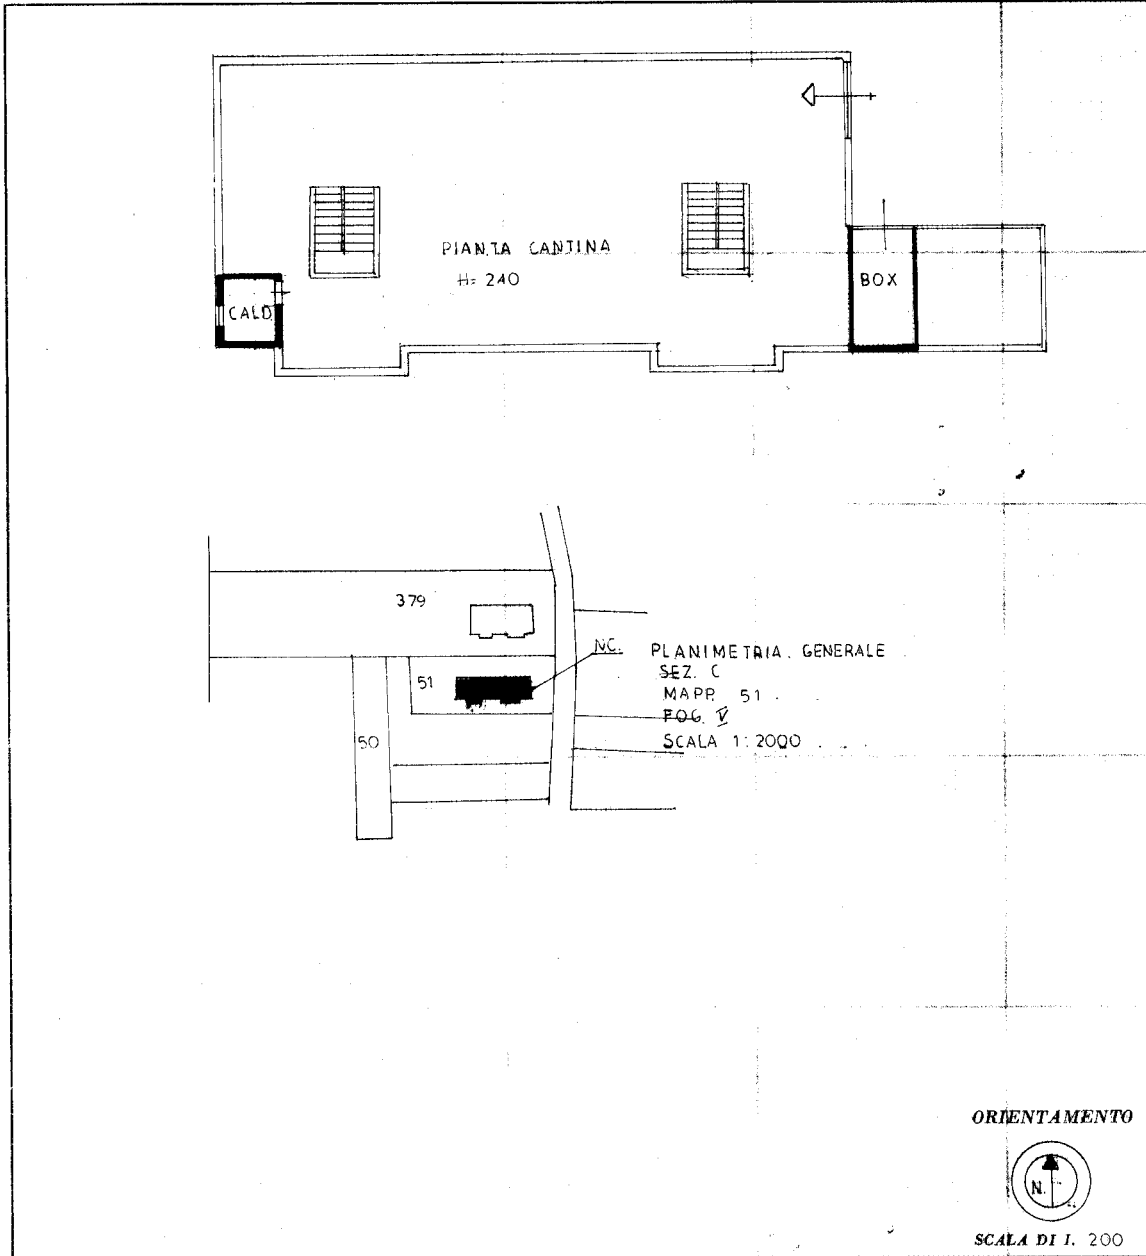 PIANTA CANTINA
H= 240
CALD.
BOX
379
N.C.
PLANIMETRIA GENERALE
SEZ. C
51
MAPP. 51
FOG. V
50
SCALA 1:2000
ORIENTAMENTO
N.
SCALA DI 1. 200